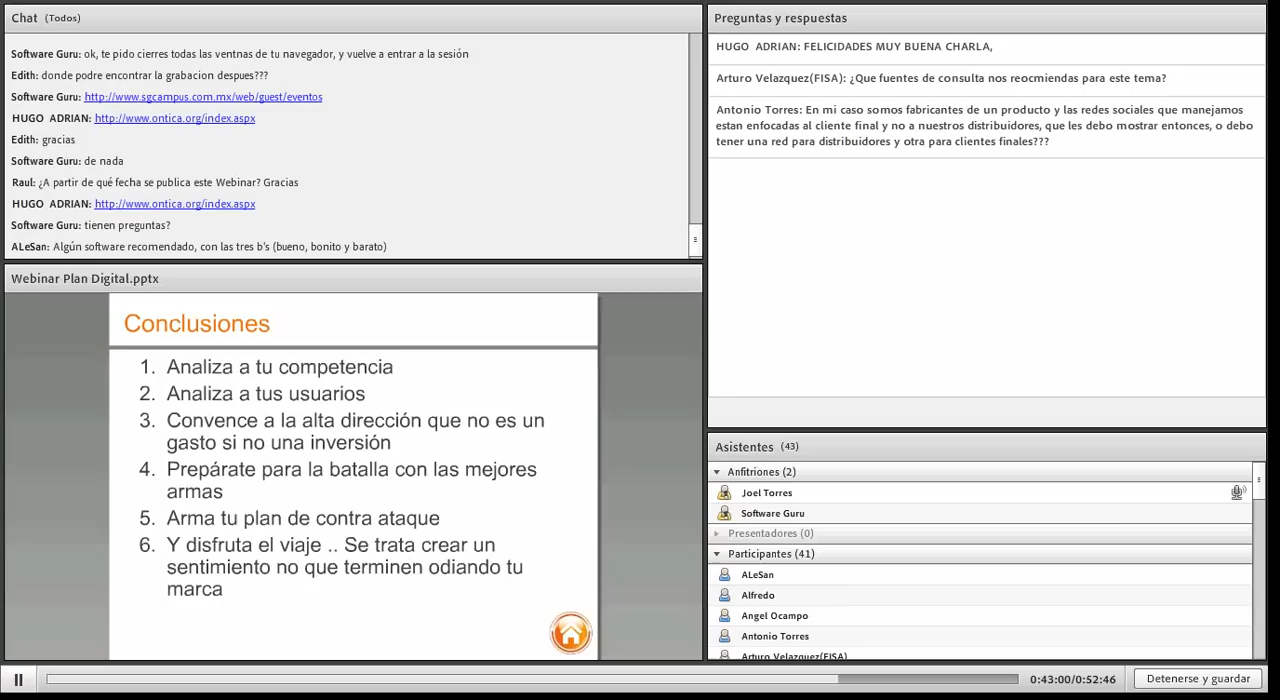 Chat (Todos)
Software Guru: ok, te pido cierres todas las ventnas de tu navegador, y vuelve a entrar a la sesión
Edith: donde podre encontrar la grabacion despues???
Software Guru: http://www.sgcampus.com.mx/web/guest/eventos
HUGO ADRIAN: http://www.ontica.org/index.aspx
Edith: gracias
Software Guru: de nada
Raul: ¿A partir de qué fecha se publica este Webinar? Gracias
HUGO ADRIAN: http://www.ontica.org/index.aspx
Software Guru: tienen preguntas?
ALeSan: Algún software recomendado, con las tres b's (bueno, bonito y barato)
Webinar Plan Digital.pptx
Conclusiones
1. Analiza a tu competencia
2. Analiza a tus usuarios
3. Convence a la alta dirección que no es un
gasto si no una inversión
4. Prepárate para la batalla con las mejores
armas
5. Arma tu plan de contra ataque
6. Y disfruta el viaje .. Se trata crear un
sentimiento no que terminen odiando tu
marca
Preguntas y respuestas
HUGO ADRIAN: FELICIDADES MUY BUENA CHARLA,
Arturo Velazquez(FISA): ¿Que fuentes de consulta nos reocmiendas para este tema?
Antonio Torres: En mi caso somos fabricantes de un producto y las redes sociales que manejamos
estan enfocadas al cliente final y no a nuestros distribuidores, que les debo mostrar entonces, o debo
tener una red para distribuidores y otra para clientes finales???
Asistentes (43)
Anfitriones (2)
Joel Torres
Software Guru
Presentadores (0)
Participantes (41)
ALeSan
Alfredo
Angel Ocampo
Antonio Torres
Arturo Velazquez(FISA)
0:43:00/0:52:46
Detenerse y guardar